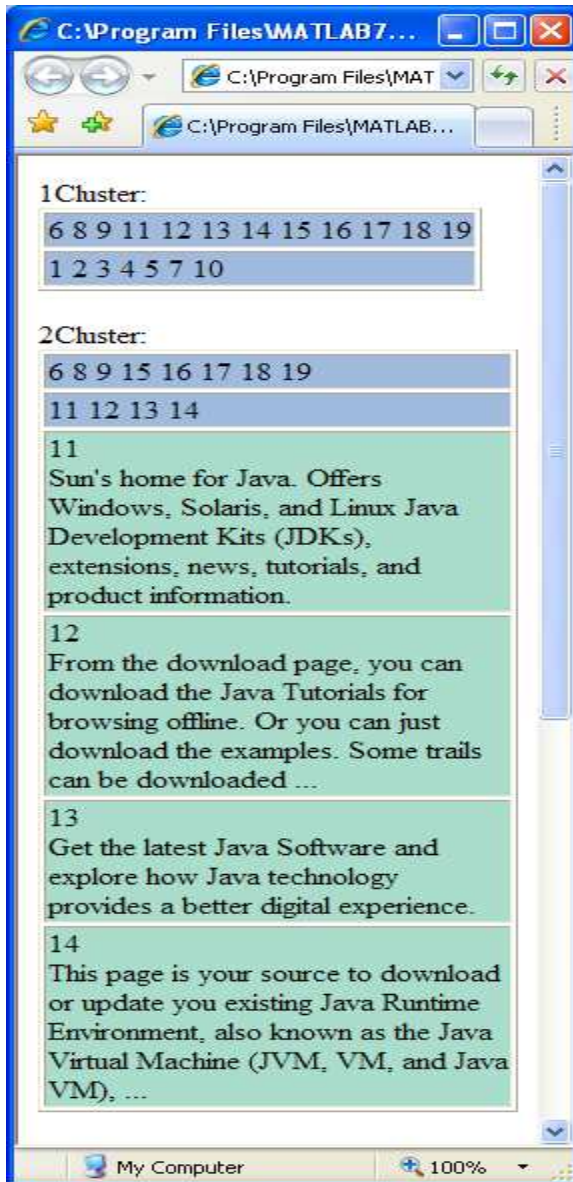 C:\Program Files\MATLAB7...
C:\Program Files\MAT
C:\Program Files\MATLAB...
1Cluster:
6 8 9 11 12 13 14 15 16 17 18 19
1 2 3 4 5 7 10
2Cluster:
6 8 9 15 16 17 18 19
11 12 13 14
11
Sun's home for Java. Offers
Windows, Solaris, and Linux Java
Development Kits (JDKs),
extensions, news, tutorials, and
product information.
12
From the download page, you can
download the Java Tutorials for
browsing offline. Or you can just
download the examples. Some trails
can be downloaded ...
13
Get the latest Java Software and
explore how Java technology
provides a better digital experience.
14
This page is your source to download
or update you existing Java Runtime
Environment, also known as the Java
Virtual Machine (JVM, VM, and Java
VM), ...
My Computer
100%